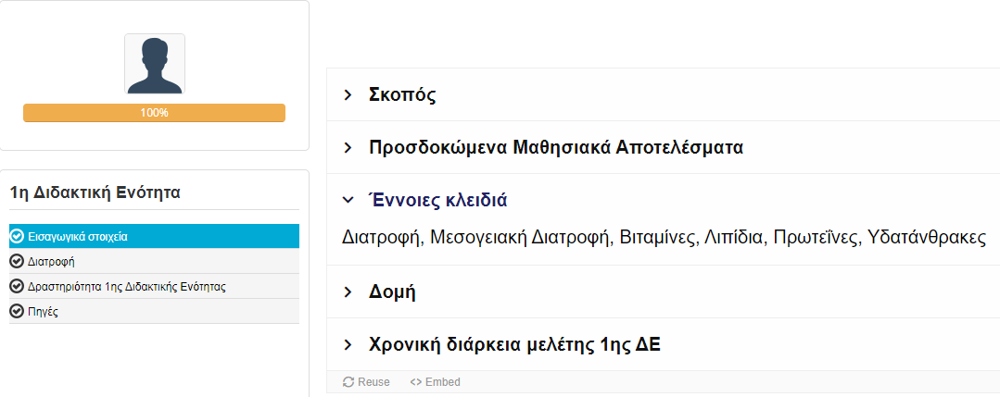 100%
1η Διδακτική Ενότητα
Εισαγωγικά στοιχεία
Διατροφή
Δραστηριότητα 1ης Διδακτικής Ενότητας
Πηγές
Σκοπός
Προσδοκώμενα Μαθησιακά Αποτελέσματα
Έννοιες κλειδιά
Διατροφή, Μεσογειακή Διατροφή, Βιταμίνες, Λιπίδια, Πρωτεΐνες, Υδατάνθρακες
Δομή
Χρονική διάρκεια μελέτης 1ης ΔΕ
Reuse <> Embed